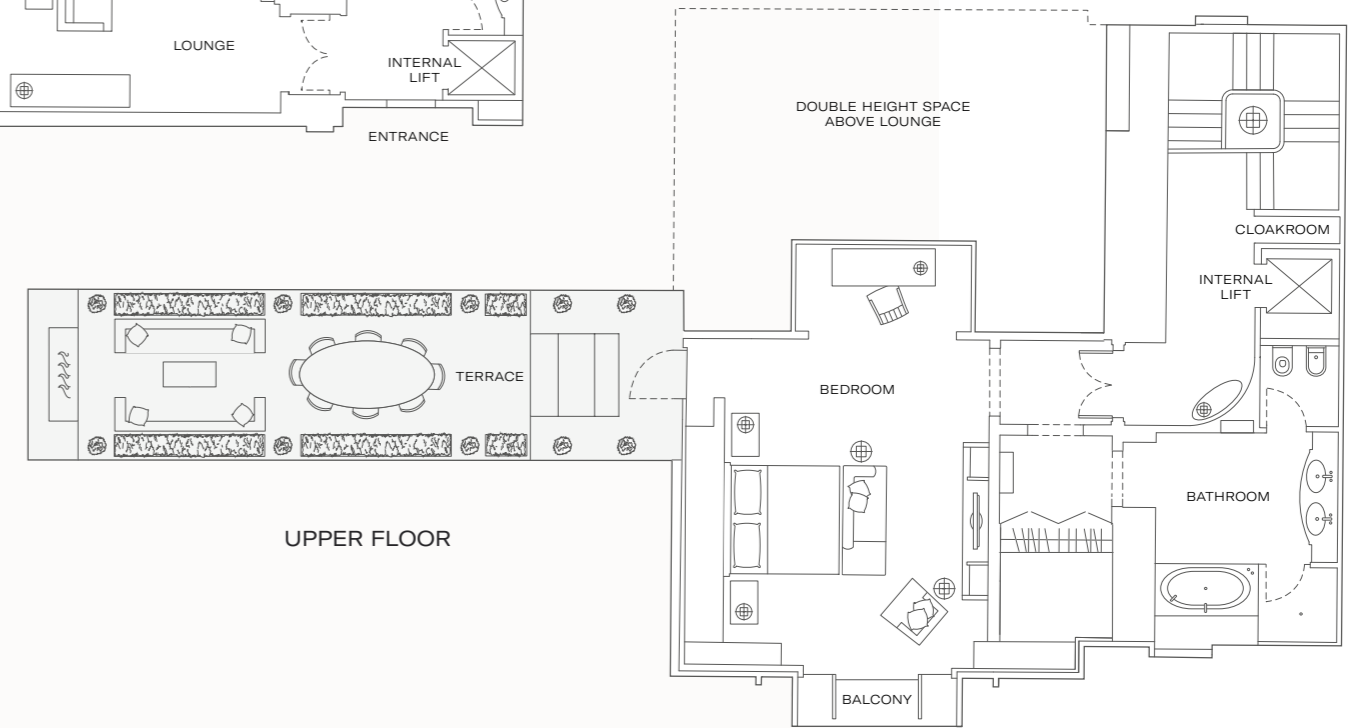 LOUNGE
INTERNAL
LIFT
ENTRANCE
DOUBLE HEIGHT SPACE
ABOVE LOUNGE
CLOAKROOM
INTERNAL
LIFT
TERRACE
BEDROOM
BATHROOM
UPPER FLOOR
BALCONY